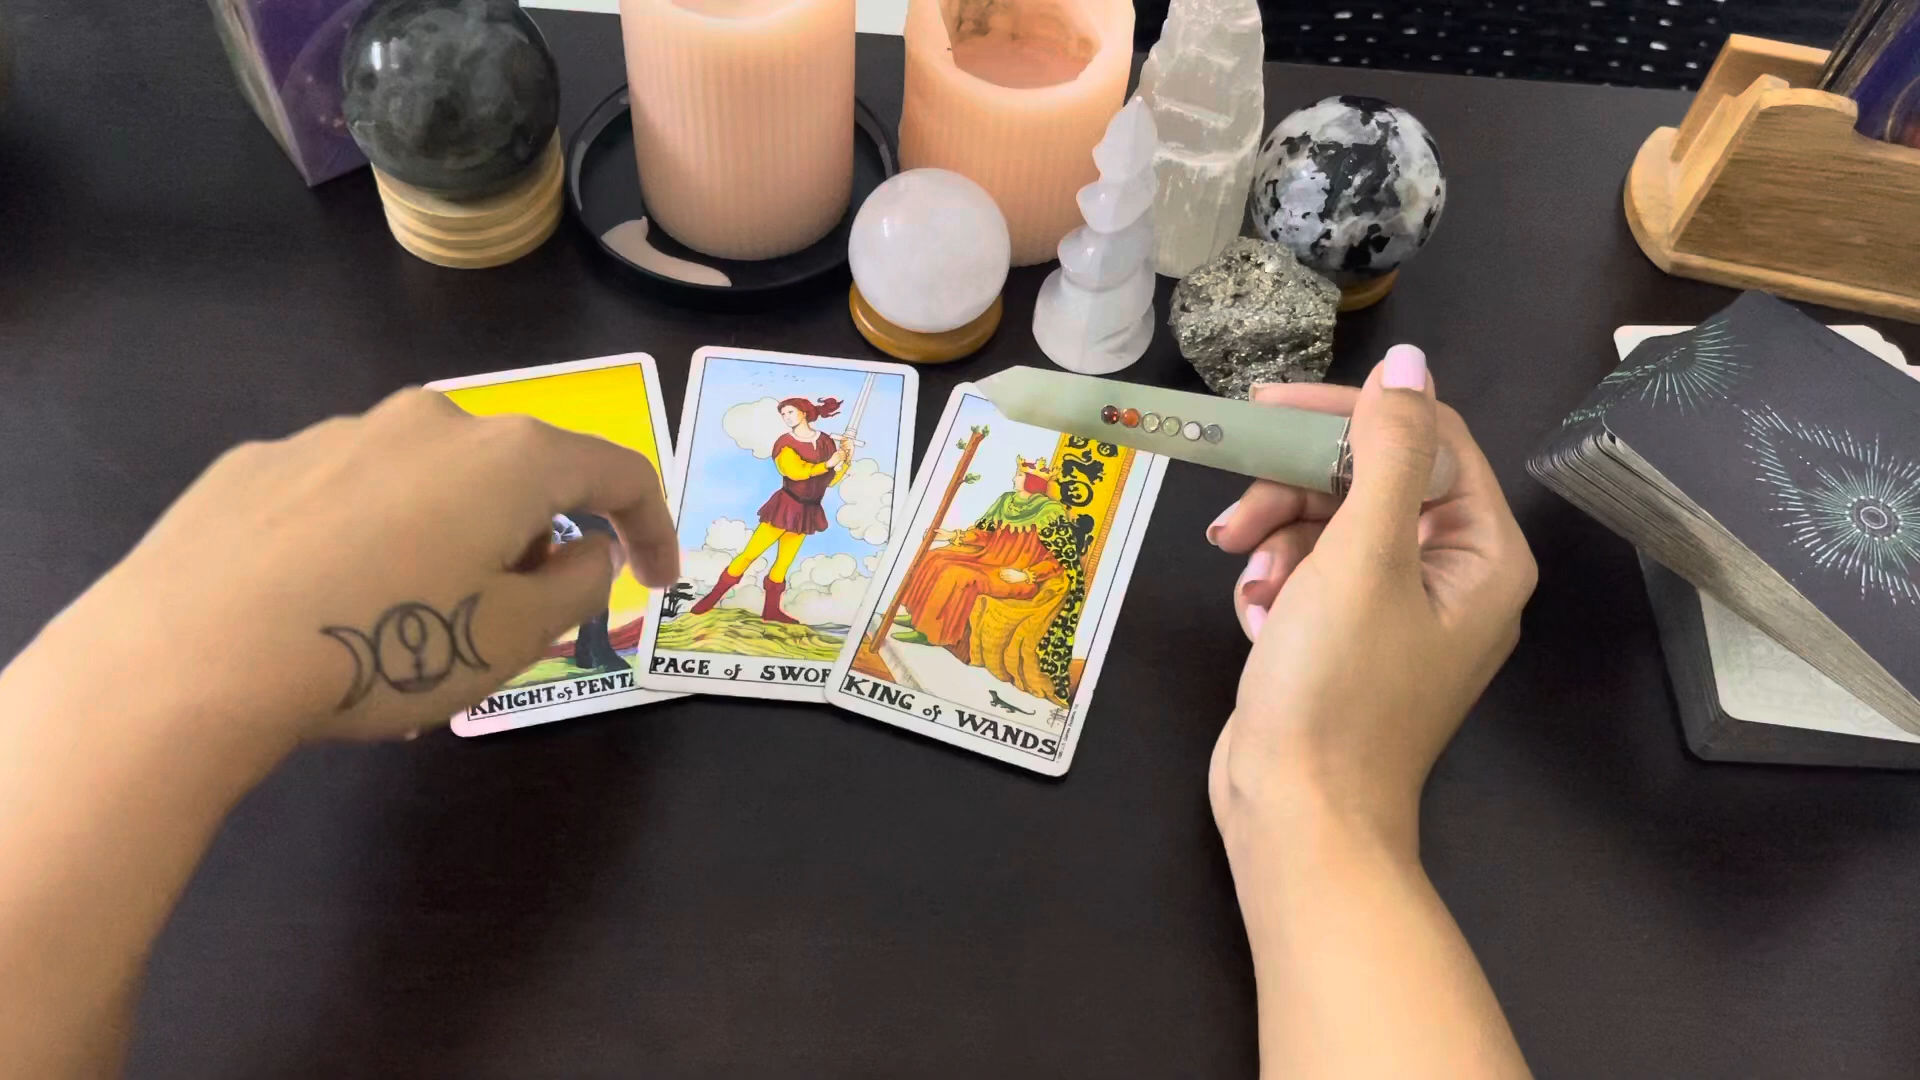 KNIGHT of PENTA
PAGE of SWOR
KING of WANDS